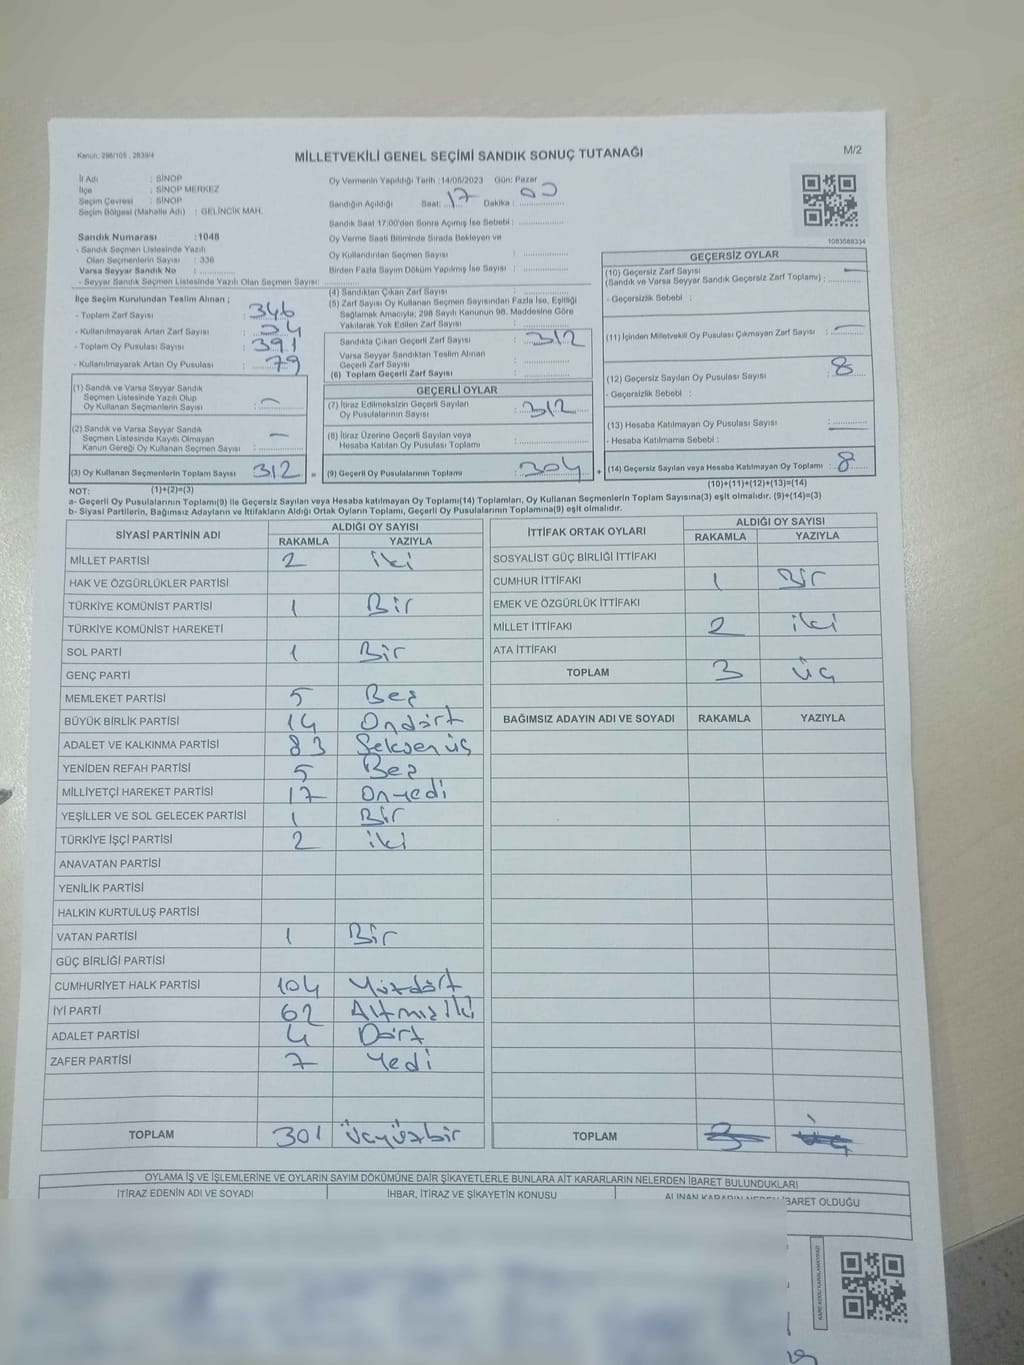 Kanun: 298/105, 2839/4
MİLLETVEKİLİ GENEL SEÇİMİ SANDIK SONUÇ TUTANAĞI
M/2
İl Adı : SİNOP
İlçe : SİNOP MERKEZ
Seçim Çevresi : SİNOP
Seçim Bölgesi (Mahalle Adı) : GELİNCİK MAH.
Sandık Numarası : 1048
- Sandık Seçmen Listesinde Yazılı
Olan Seçmenlerin Sayısı : 336
Varsa Seyyar Sandık No :
- Seyyar Sandık Seçmen Listesinde Yazılı Olan Seçmen Sayısı:
Oy Vermenin Yapıldığı Tarih : 14/05/2023 Gün: Pazar
Sandığın Açıldığı Saat: 17 Dakika : 00
Sandık Saat 17:00'den Sonra Açımış İse Sebebi :
Oy Verme Saati Bitiminde Sırada Bekleyen ve
Oy Kullandırılan Seçmen Sayısı :
Birden Fazla Sayım Döküm Yapılmış İse Sayısı :
1083588334
İlçe Seçim Kurulundan Teslim Alınan ;
- Toplam Zarf Sayısı : 346
- Kullanılmayarak Artan Zarf Sayısı : 34
- Toplam Oy Pusulası Sayısı : 391
- Kullanılmayarak Artan Oy Pusulası : 79
(1) Sandık ve Varsa Seyyar Sandık
Seçmen Listesinde Yazılı Olup
Oy Kullanan Seçmenlerin Sayısı : –
(2) Sandık ve Varsa Seyyar Sandık
Seçmen Listesinde Kayıtlı Olmayan
Kanun Gereği Oy Kullanan Seçmen Sayısı : –
(3) Oy Kullanan Seçmenlerin Toplam Sayısı 312 =
(4) Sandıktan Çıkan Zarf Sayısı :
(5) Zarf Sayısı Oy Kullanan Seçmen Sayısından Fazla İse, Eşitliği
Sağlamak Amacıyla; 298 Sayılı Kanunun 98. Maddesine Göre
Yakılarak Yok Edilen Zarf Sayısı :
Sandıkta Çıkan Geçerli Zarf Sayısı : 312
Varsa Seyyar Sandıktan Teslim Alınan
Geçerli Zarf Sayısı :
(6) Toplam Geçerli Zarf Sayısı :
GEÇERLİ OYLAR
(7) İtiraz Edilmeksizin Geçerli Sayılan
Oy Pusulalarının Sayısı : 312
(8) İtiraz Üzerine Geçerli Sayılan veya
Hesaba Katılan Oy Pusulası Toplamı :
(9) Geçerli Oy Pusulalarının Toplamı : 304 +
GEÇERSİZ OYLAR
(10) Geçersiz Zarf Sayısı
(Sandık ve Varsa Seyyar Sandık Geçersiz Zarf Toplamı) : –
- Geçersizlik Sebebi :
(11) İçinden Milletvekili Oy Pusulası Çıkmayan Zarf Sayısı : –
(12) Geçersiz Sayılan Oy Pusulası Sayısı : 8
- Geçersizlik Sebebi :
(13) Hesaba Katılmayan Oy Pusulası Sayısı : –
- Hesaba Katılmama Sebebi :
(14) Geçersiz Sayılan veya Hesaba Katılmayan Oy Toplamı : 8
NOT: (1)+(2)=(3)
(10)+(11)+(12)+(13)=(14)
a- Geçerli Oy Pusulalarının Toplamı(9) ile Geçersiz Sayılan veya Hesaba katılmayan Oy Toplamı(14) Toplamları, Oy Kullanan Seçmenlerin Toplam Sayısına(3) eşit olmalıdır. (9)+(14)=(3)
b- Siyasi Partilerin, Bağımsız Adayların ve İttifakların Aldığı Ortak Oyların Toplamı, Geçerli Oy Pusulalarının Toplamına(9) eşit olmalıdır.
SİYASİ PARTİNİN ADI ALDIĞI OY SAYISI
RAKAMLA YAZIYLA
MİLLET PARTİSİ 2 iki
HAK VE ÖZGÜRLÜKLER PARTİSİ
TÜRKİYE KOMÜNİST PARTİSİ 1 Bir
TÜRKİYE KOMÜNİST HAREKETİ
SOL PARTİ 1 Bir
GENÇ PARTİ
MEMLEKET PARTİSİ 5 Beş
BÜYÜK BİRLİK PARTİSİ 14 Ondört
ADALET VE KALKINMA PARTİSİ 83 Seksen üç
YENİDEN REFAH PARTİSİ 5 Beş
MİLLİYETÇİ HAREKET PARTİSİ 17 Onyedi
YEŞİLLER VE SOL GELECEK PARTİSİ 1 Bir
TÜRKİYE İŞÇİ PARTİSİ 2 iki
ANAVATAN PARTİSİ
YENİLİK PARTİSİ
HALKIN KURTULUŞ PARTİSİ
VATAN PARTİSİ 1 Bir
GÜÇ BİRLİĞİ PARTİSİ
CUMHURİYET HALK PARTİSİ 104 Yüzdört
İYİ PARTİ 62 Altmış İki
ADALET PARTİSİ 4 Dört
ZAFER PARTİSİ 7 Yedi
TOPLAM 301 Üçyüzbir
İTTİFAK ORTAK OYLARI ALDIĞI OY SAYISI
RAKAMLA YAZIYLA
SOSYALİST GÜÇ BİRLİĞİ İTTİFAKI
CUMHUR İTTİFAKI 1 Bir
EMEK VE ÖZGÜRLÜK İTTİFAKI
MİLLET İTTİFAKI 2 iki
ATA İTTİFAKI
TOPLAM 3 Üç
BAĞIMSIZ ADAYIN ADI VE SOYADI RAKAMLA YAZIYLA
TOPLAM 3 Üç
OYLAMA İŞ VE İŞLEMLERİNE VE OYLARIN SAYIM DÖKÜMÜNE DAİR ŞİKAYETLERLE BUNLARA AİT KARARLARIN NELERDEN İBARET BULUNDUKLARI
İTİRAZ EDENİN ADI VE SOYADI İHBAR, İTİRAZ VE ŞİKAYETİN KONUSU ALINAN KARARIN NEDEN İBARET OLDUĞU